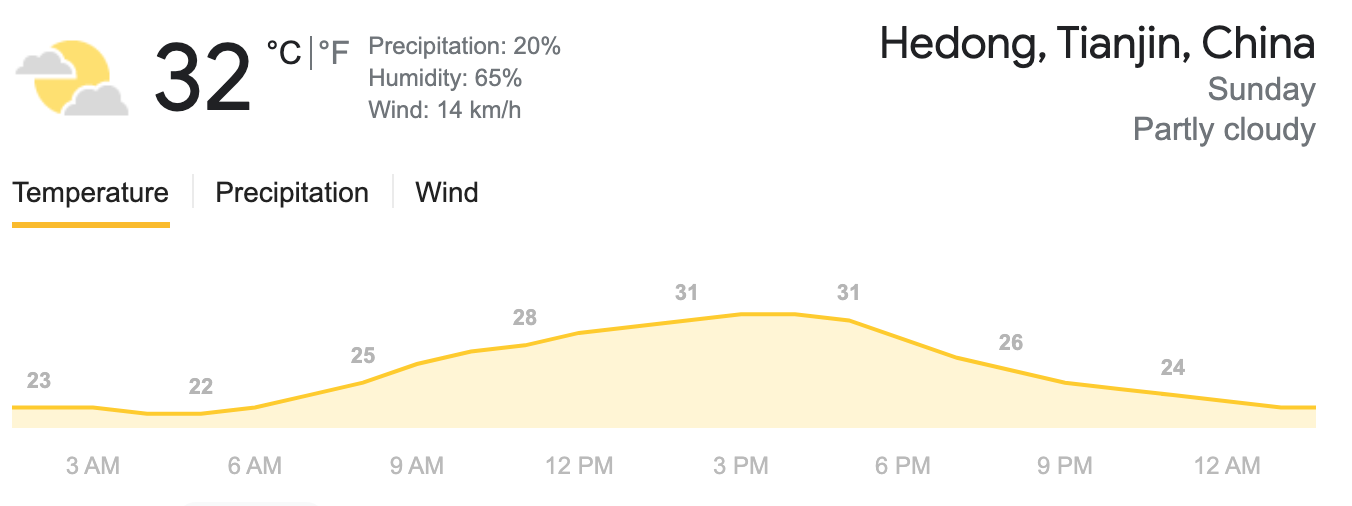 32 °C|°F
Precipitation: 20%
Humidity: 65%
Wind: 14 km/h
Hedong, Tianjin, China
Sunday
Partly cloudy
Temperature | Precipitation | Wind
23 22 25 28 31 31 26 24
3 AM 6 AM 9 AM 12 PM 3 PM 6 PM 9 PM 12 AM